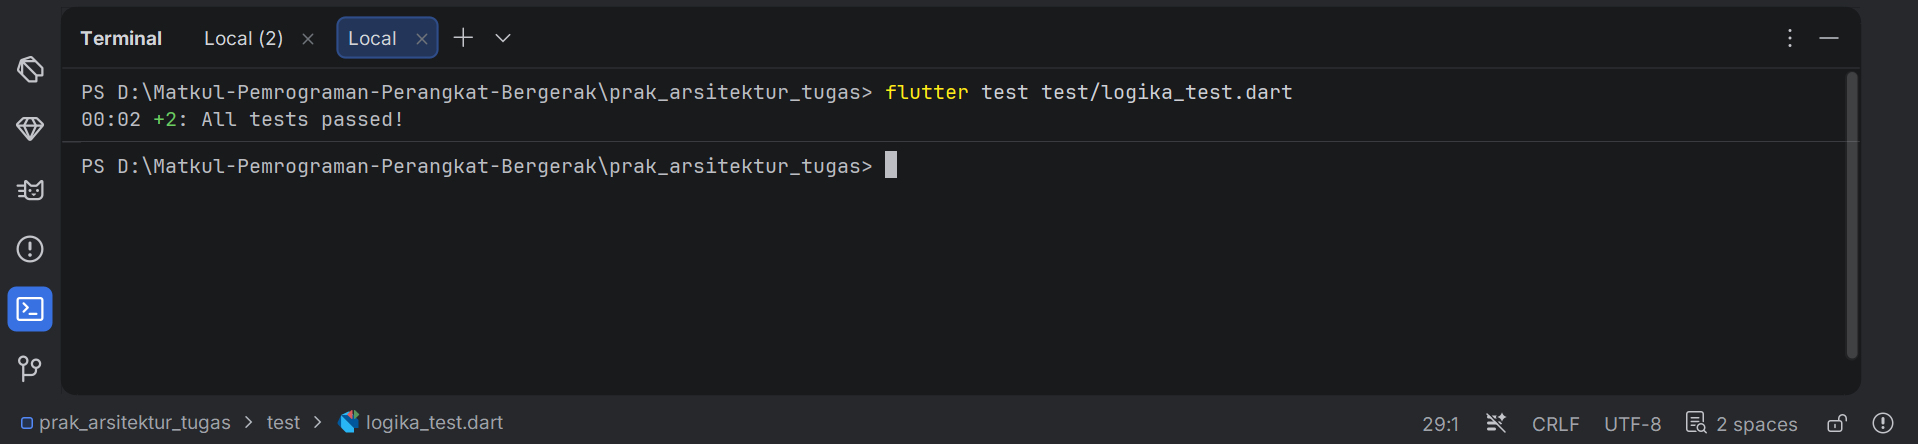 Terminal Local (2) Local
PS D:\Matkul-Pemrograman-Perangkat-Bergerak\prak_arsitektur_tugas> flutter test test/logika_test.dart
00:02 +2: All tests passed!
PS D:\Matkul-Pemrograman-Perangkat-Bergerak\prak_arsitektur_tugas>
prak_arsitektur_tugas > test > logika_test.dart 29:1 CRLF UTF-8 2 spaces